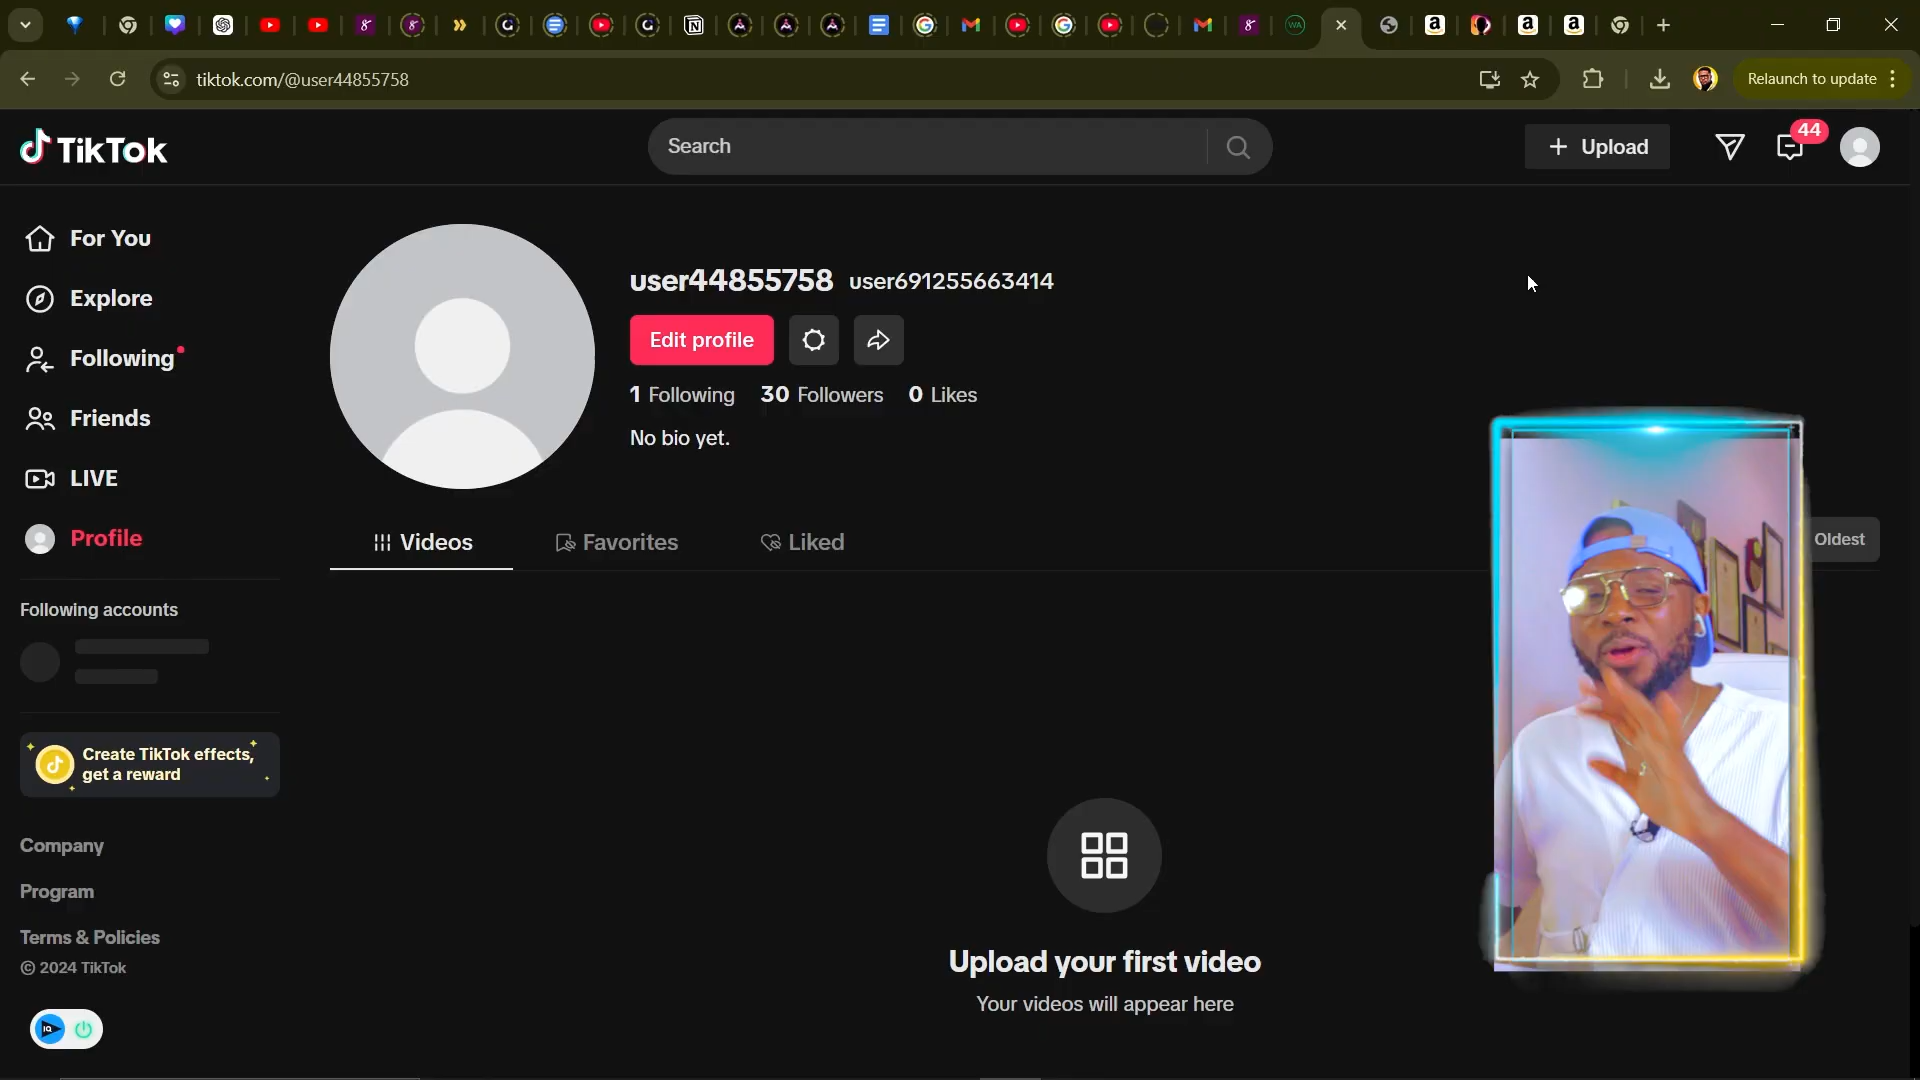 tiktok.com/@user44855758
Relaunch to update
TikTok
Search
Upload
44
For You
Explore
Following
Friends
LIVE
Profile
Following accounts
Create TikTok effects,
get a reward
Company
Program
Terms & Policies
© 2024 TikTok
user44855758 user691255663414
Edit profile
1 Following 30 Followers 0 Likes
No bio yet.
Videos Favorites Liked
Oldest
Upload your first video
Your videos will appear here